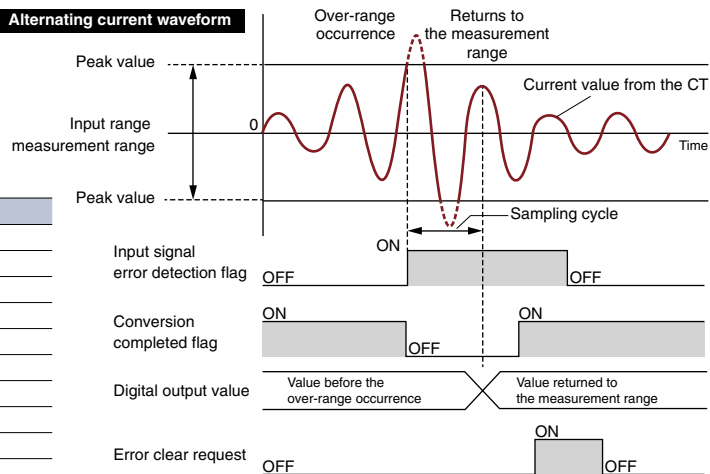 Alternating current waveform
Over-range
occurrence
Returns to
the measurement
range
Peak value
Current value from the CT
Input range
measurement range
0
Time
Peak value
Sampling cycle
Input signal
error detection flag
OFF
ON
OFF
Conversion
completed flag
ON
OFF
ON
Digital output value
Value before the
over-range occurrence
Value returned to
the measurement range
Error clear request
OFF
ON
OFF